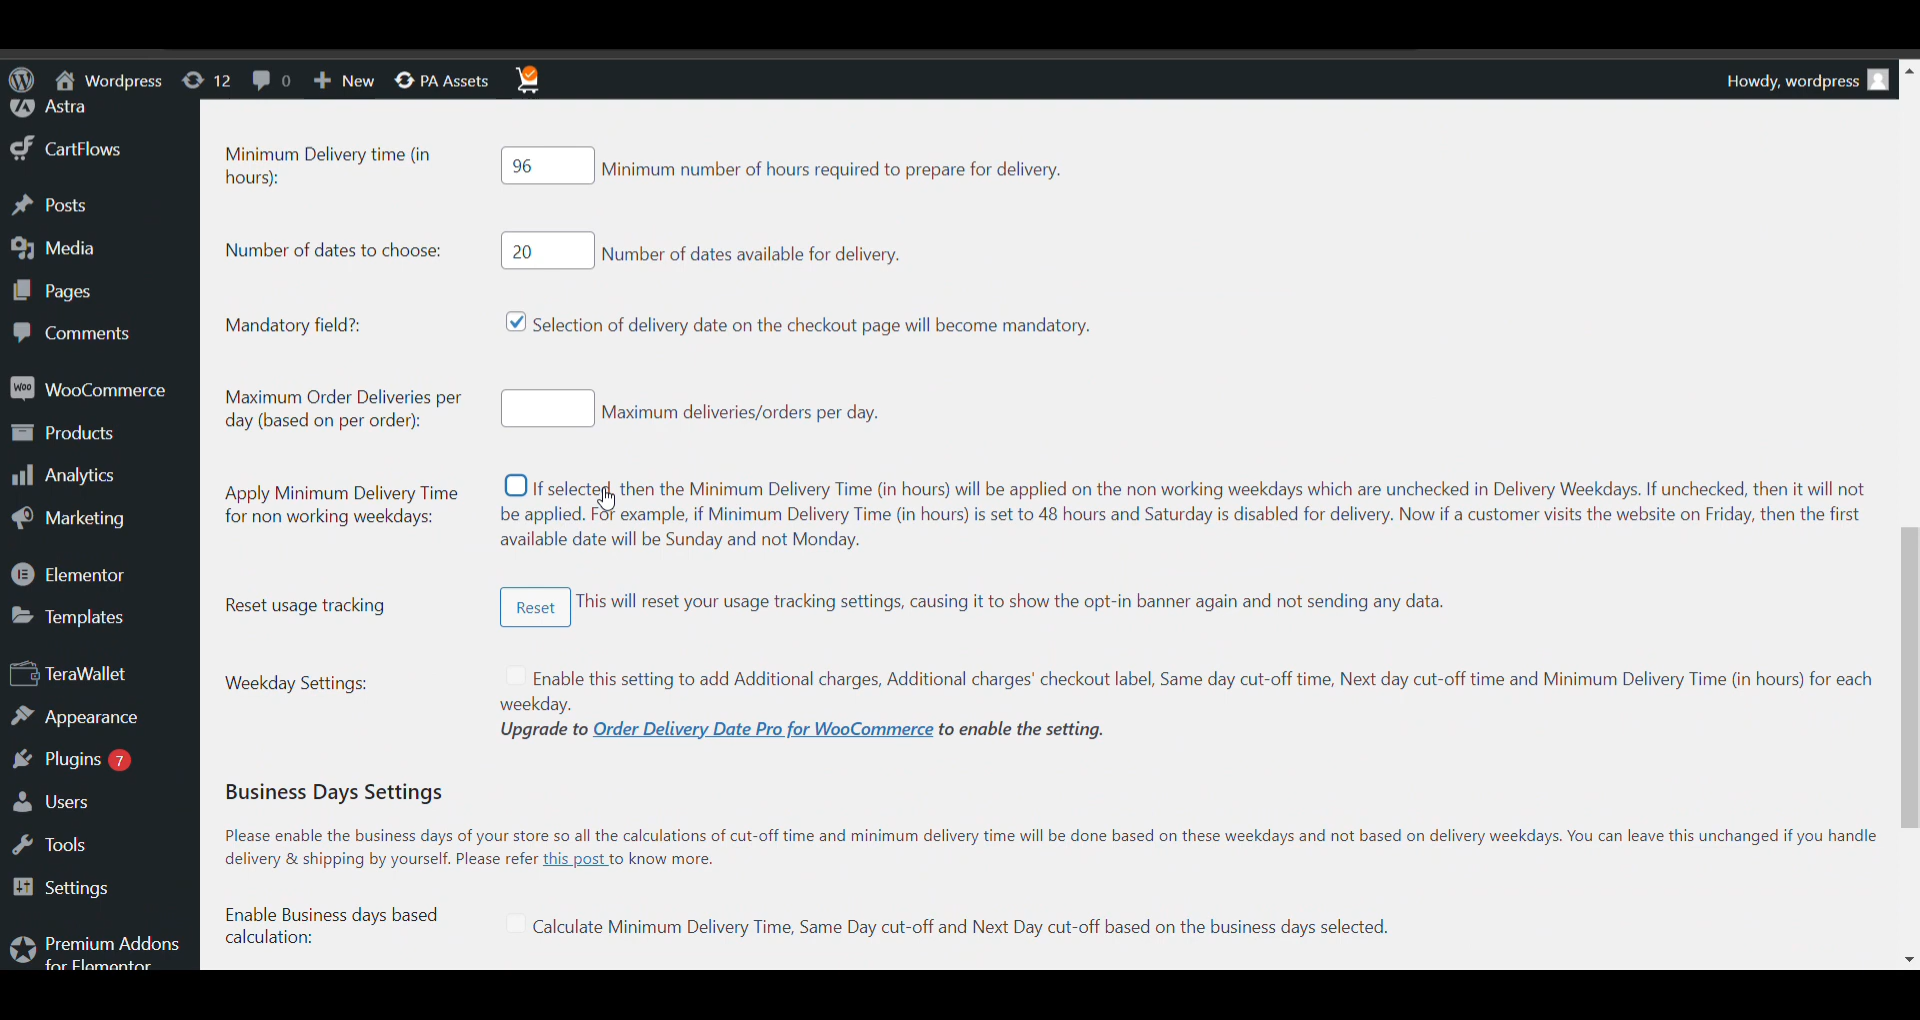 Wordpress 12 0 New PA Assets Howdy, wordpress
Astra
CartFlows
Posts
Media
Pages
Comments
Woo WooCommerce
Products
Analytics
Marketing
Elementor
Templates
TeraWallet
Appearance
Plugins 7
Users
Tools
Settings
Premium Addons
for Elementor
Minimum Delivery time (in
hours):
96 Minimum number of hours required to prepare for delivery.
Number of dates to choose:
20 Number of dates available for delivery.
Mandatory field?:
Selection of delivery date on the checkout page will become mandatory.
Maximum Order Deliveries per
day (based on per order):
Maximum deliveries/orders per day.
Apply Minimum Delivery Time
for non working weekdays:
If selected, then the Minimum Delivery Time (in hours) will be applied on the non working weekdays which are unchecked in Delivery Weekdays. If unchecked, then it will not
be applied. For example, if Minimum Delivery Time (in hours) is set to 48 hours and Saturday is disabled for delivery. Now if a customer visits the website on Friday, then the first
available date will be Sunday and not Monday.
Reset usage tracking
Reset This will reset your usage tracking settings, causing it to show the opt-in banner again and not sending any data.
Weekday Settings:
Enable this setting to add Additional charges, Additional charges' checkout label, Same day cut-off time, Next day cut-off time and Minimum Delivery Time (in hours) for each
weekday.
Upgrade to Order Delivery Date Pro for WooCommerce to enable the setting.
Business Days Settings
Please enable the business days of your store so all the calculations of cut-off time and minimum delivery time will be done based on these weekdays and not based on delivery weekdays. You can leave this unchanged if you handle
delivery & shipping by yourself. Please refer this post to know more.
Enable Business days based
calculation:
Calculate Minimum Delivery Time, Same Day cut-off and Next Day cut-off based on the business days selected.